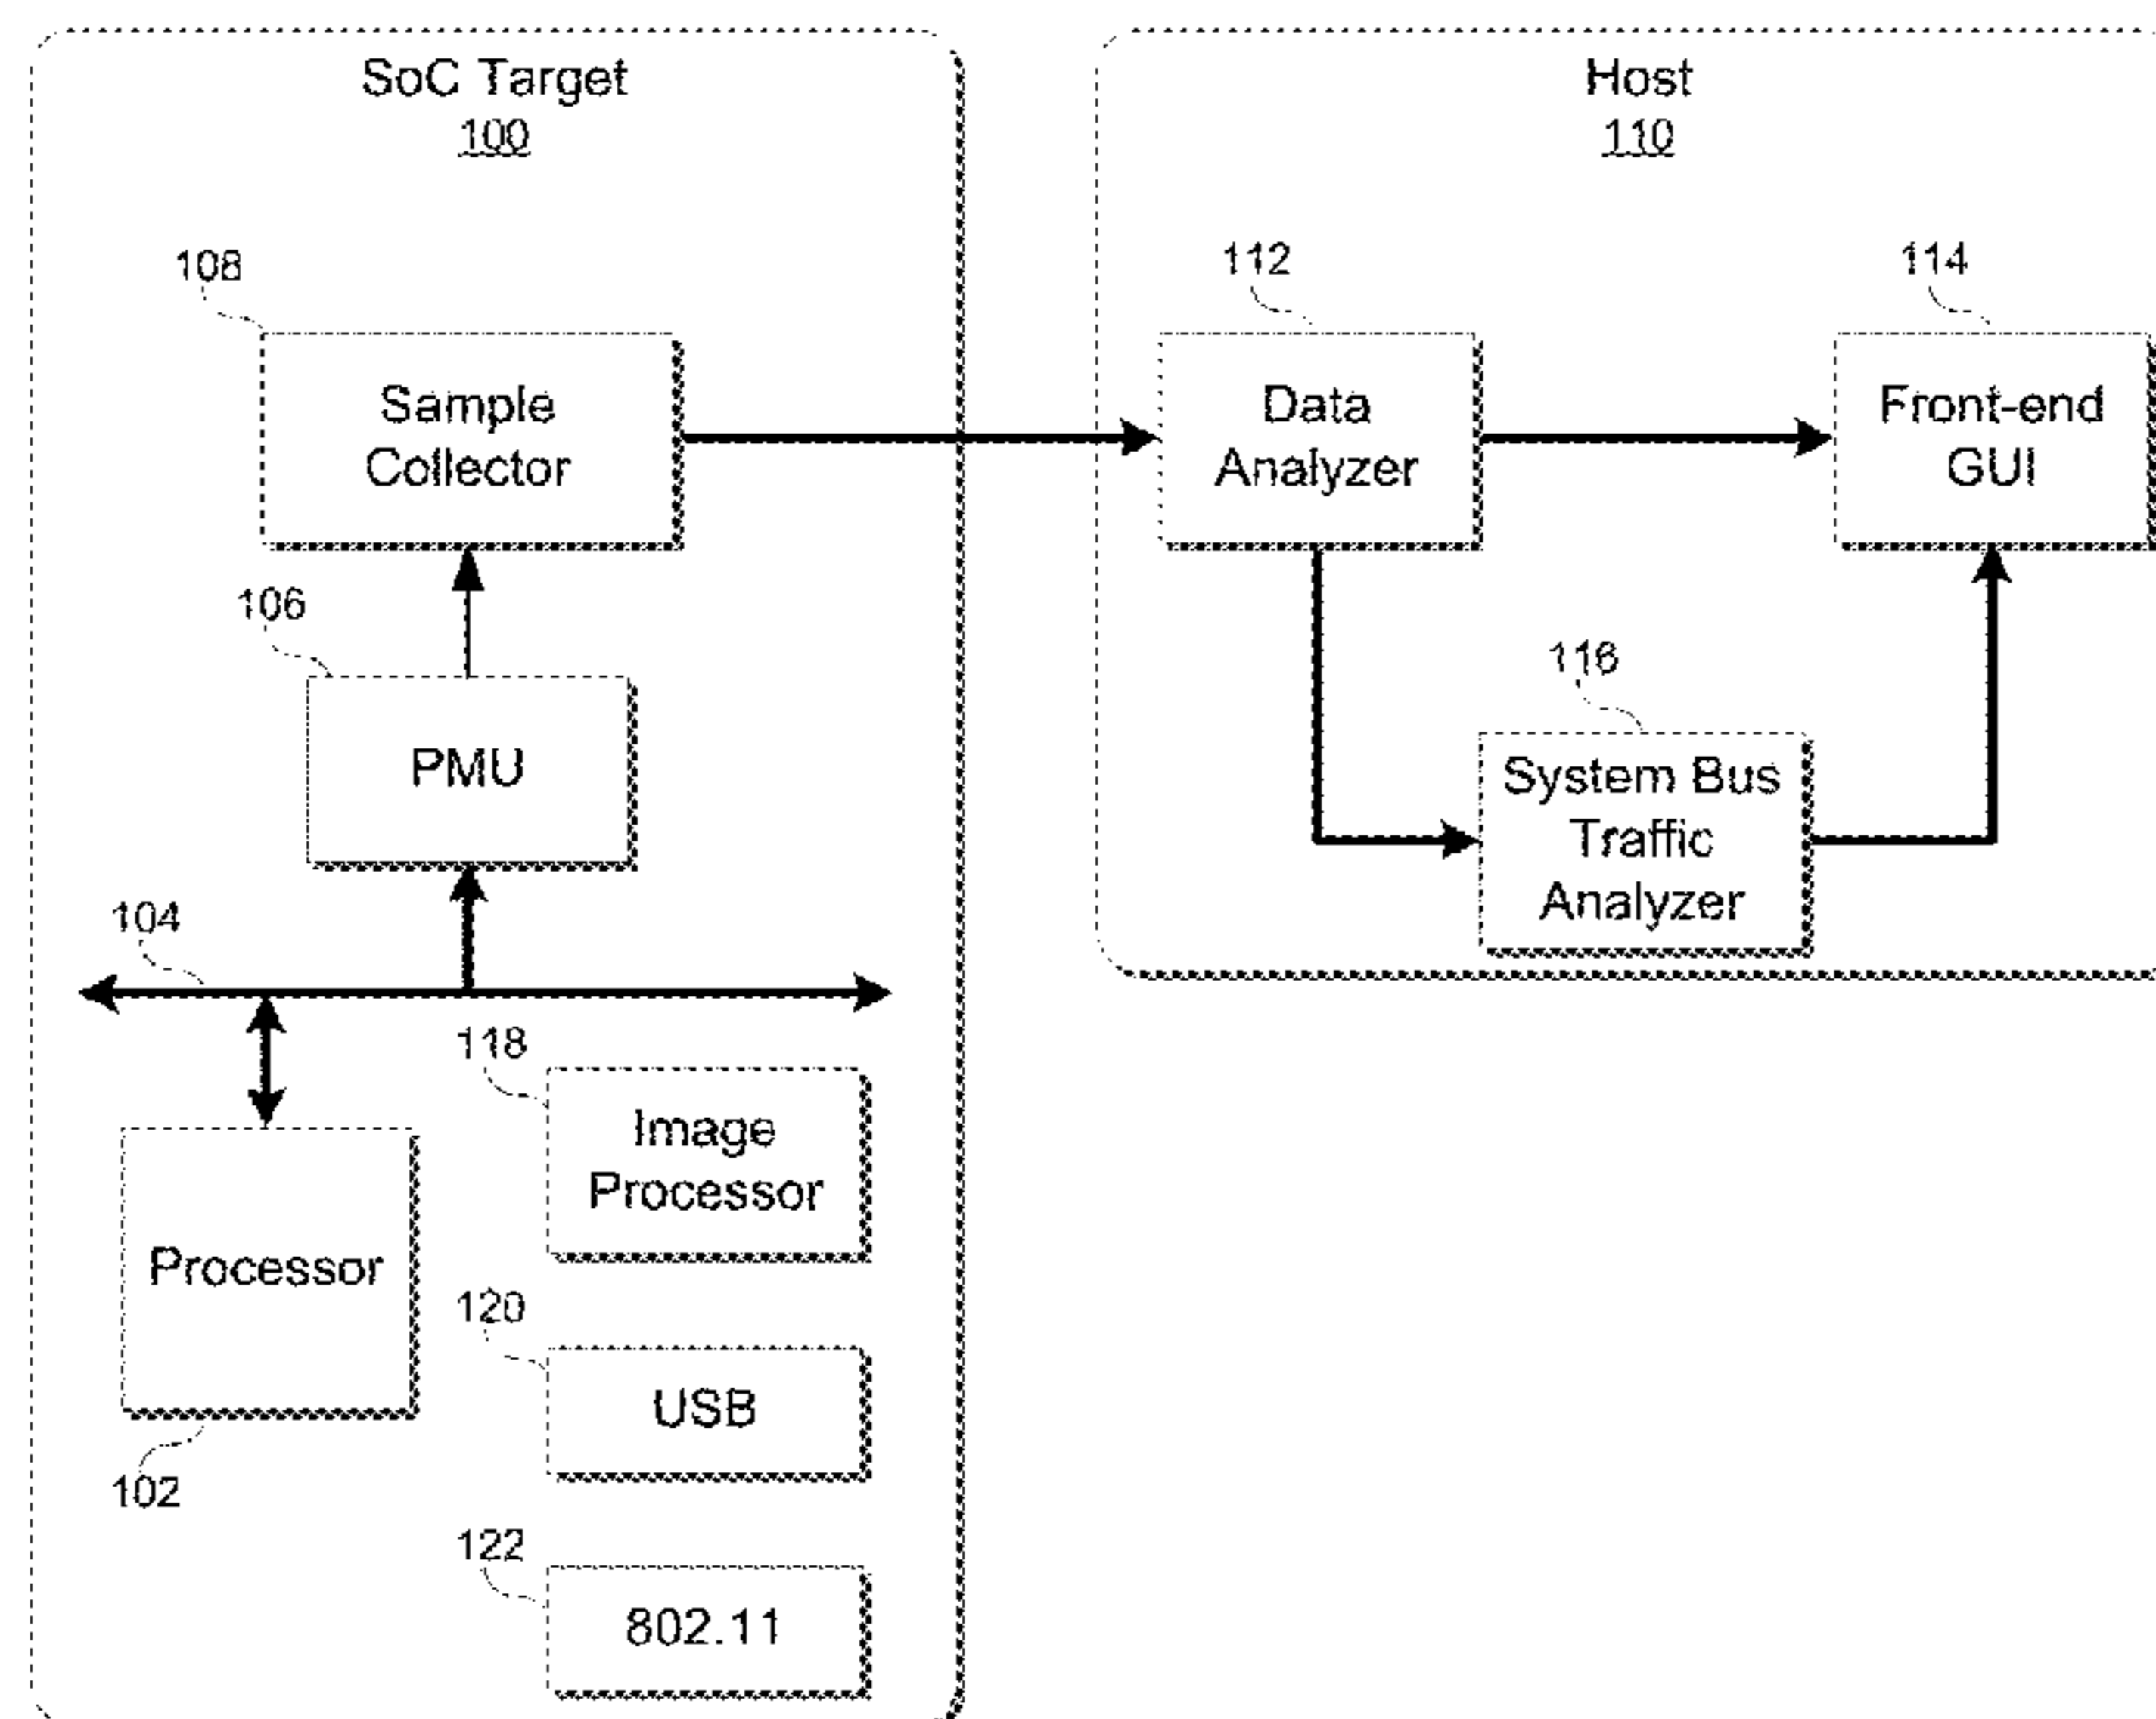 SoC Target
100
108
Sample
Collector
106
PMU
104
118
Image
Processor
Processor
120
USB
102
122
802.11
Host
110
112
Data
Analyzer
114
Front-end
GUI
116
System Bus
Traffic
Analyzer